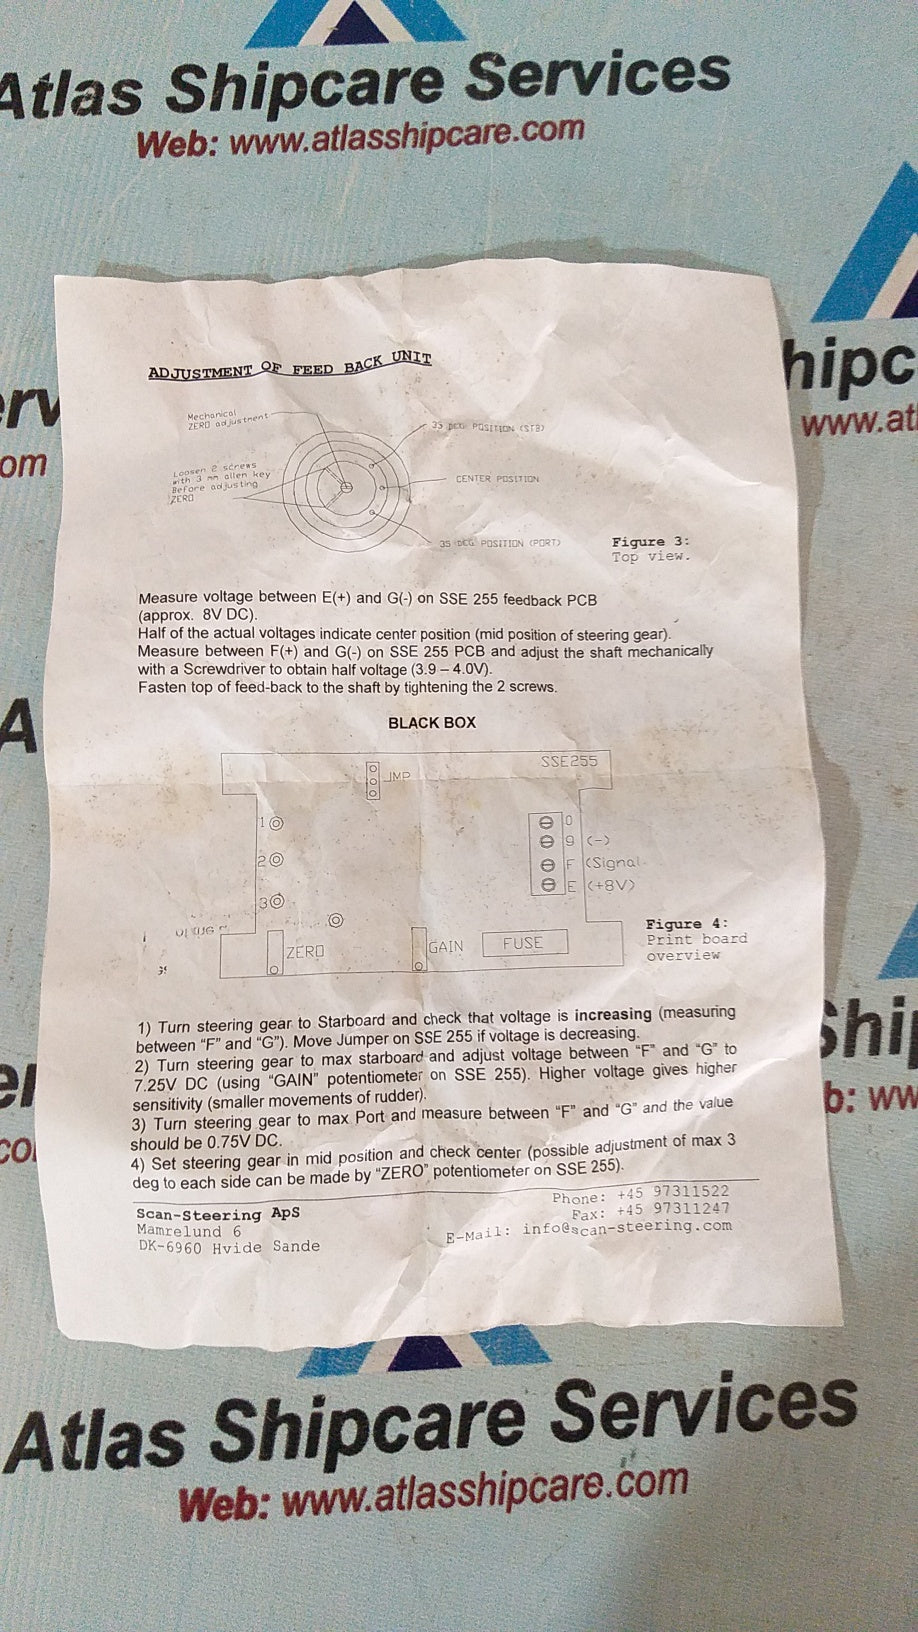 Atlas Shipcare Services
Web: www.atlasshipcare.com
hipc
www.at
erv
om
ADJUSTMENT OF FEED BACK UNIT
Mechanical
ZERO adjustment
35 DEG POSITION (STB)
Loosen 2 screws
with 3 mm allen key
Before adjusting
ZERO
CENTER POSITION
35 DEG POSITION (PORT)
Figure 3:
Top view.
Measure voltage between E(+) and G(-) on SSE 255 feedback PCB
(approx. 8V DC).
Half of the actual voltages indicate center position (mid position of steering gear).
Measure between F(+) and G(-) on SSE 255 PCB and adjust the shaft mechanically
with a Screwdriver to obtain half voltage (3.9 – 4.0V).
Fasten top of feed-back to the shaft by tightening the 2 screws.
A
BLACK BOX
SSE255
JMP
1
0
g (-)
2
F (Signal
E (+8V)
3
ZERO
GAIN
FUSE
Figure 4:
Print board
overview
1) Turn steering gear to Starboard and check that voltage is increasing (measuring
between “F” and “G”). Move Jumper on SSE 255 if voltage is decreasing.
2) Turn steering gear to max starboard and adjust voltage between “F” and “G” to
7.25V DC (using “GAIN” potentiometer on SSE 255). Higher voltage gives higher
sensitivity (smaller movements of rudder).
3) Turn steering gear to max Port and measure between “F” and “G” and the value
should be 0.75V DC.
4) Set steering gear in mid position and check center (possible adjustment of max 3
deg to each side can be made by “ZERO” potentiometer on SSE 255).
Scan-Steering ApS
Mamrelund 6
DK-6960 Hvide Sande
Phone: +45 97311522
Fax: +45 97311247
E-Mail: info@scan-steering.com
Ship
b: ww
er
co
Atlas Shipcare Services
Web: www.atlasshipcare.com